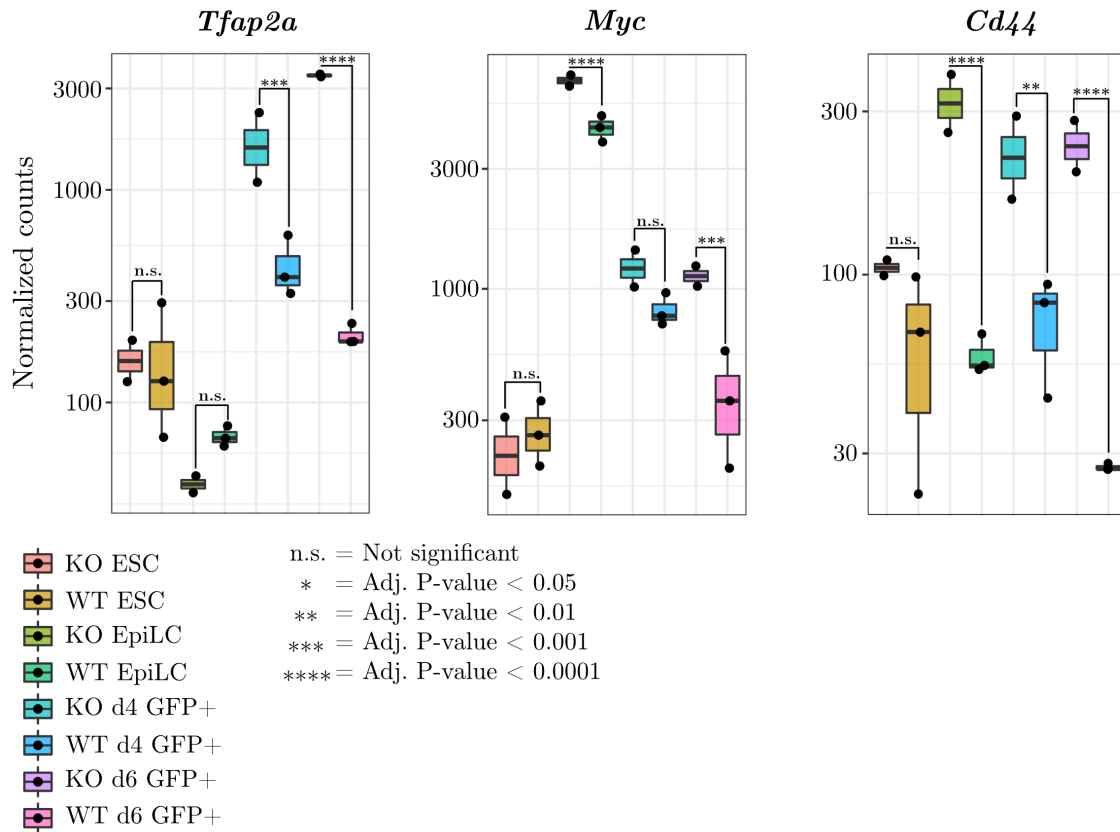 Tfap2a
Myc
Cd44
Normalized counts
3000
1000
300
100
n.s.
n.s.
***
****
3000
1000
300
n.s.
****
n.s.
***
300
100
30
n.s.
****
**
****
KO ESC
WT ESC
KO EpiLC
WT EpiLC
KO d4 GFP+
WT d4 GFP+
KO d6 GFP+
WT d6 GFP+
n.s. = Not significant
* = Adj. P-value < 0.05
** = Adj. P-value < 0.01
*** = Adj. P-value < 0.001
**** = Adj. P-value < 0.0001